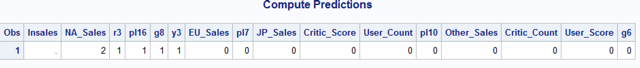 Compute Predictions
Obs Insales NA_Sales r3 pl16 g8 y3 EU_Sales pl7 JP_Sales Critic_Score User_Count pl10 Other_Sales Critic_Count User_Score g6
1 . 2 1 1 1 1 0 0 0 0 0 0 0 0 0 0